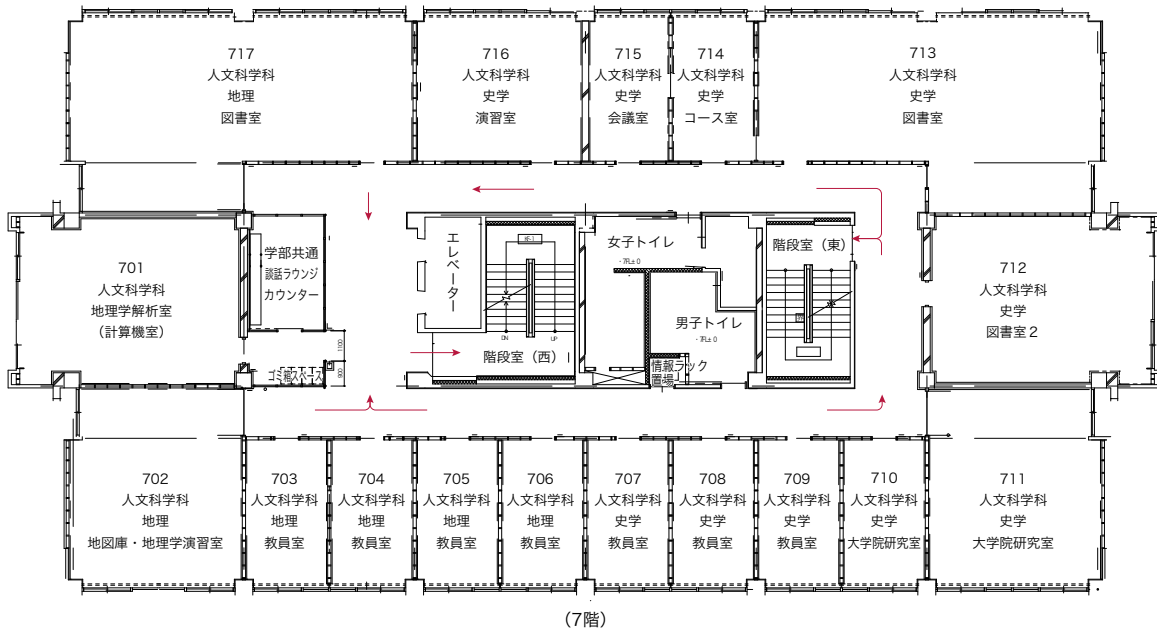 717
人文科学科
地理
図書室
716
人文科学科
史学
演習室
715
人文科学科
史学
会議室
714
人文科学科
史学
コース室
713
人文科学科
史学
図書室
701
人文科学科
地理学解析室
（計算機室）
学部共通
談話ラウンジ
カウンター
1100
900
ゴミ箱スペース
エレベーター
DN
UP
階段室（西）
女子トイレ
・7FL±0
男子トイレ
・7FL±0
情報ラック
置場
階段室（東）
712
人文科学科
史学
図書室２
702
人文科学科
地理
地図庫・地理学演習室
703
人文科学科
地理
教員室
704
人文科学科
地理
教員室
705
人文科学科
地理
教員室
706
人文科学科
地理
教員室
707
人文科学科
史学
教員室
708
人文科学科
史学
教員室
709
人文科学科
史学
教員室
710
人文科学科
史学
大学院研究室
711
人文科学科
史学
大学院研究室
（7階）